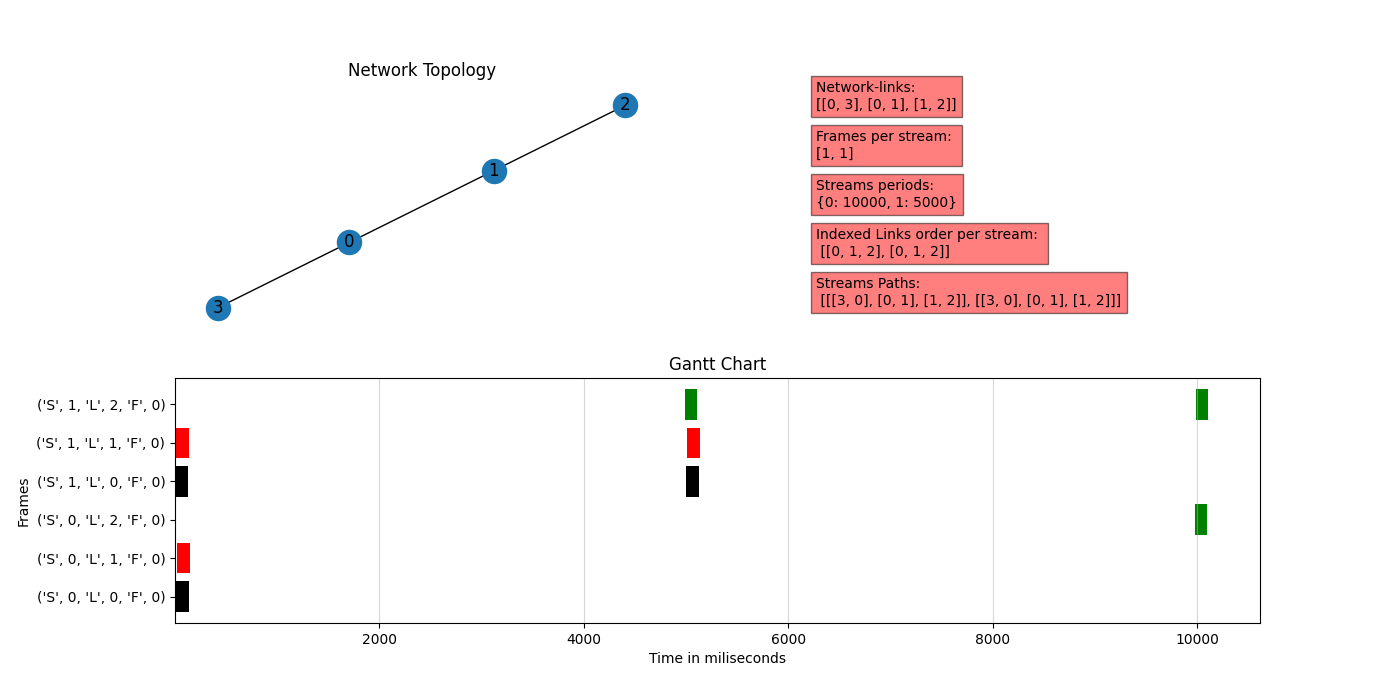 Network Topology
2
1
0
3
Network-links:
[[0, 3], [0, 1], [1, 2]]
Frames per stream:
[1, 1]
Streams periods:
{0: 10000, 1: 5000}
Indexed Links order per stream:
[[0, 1, 2], [0, 1, 2]]
Streams Paths:
[[[3, 0], [0, 1], [1, 2]], [[3, 0], [0, 1], [1, 2]]]
Gantt Chart
Frames
('S', 1, 'L', 2, 'F', 0)
('S', 1, 'L', 1, 'F', 0)
('S', 1, 'L', 0, 'F', 0)
('S', 0, 'L', 2, 'F', 0)
('S', 0, 'L', 1, 'F', 0)
('S', 0, 'L', 0, 'F', 0)
2000 4000 6000 8000 10000
Time in miliseconds